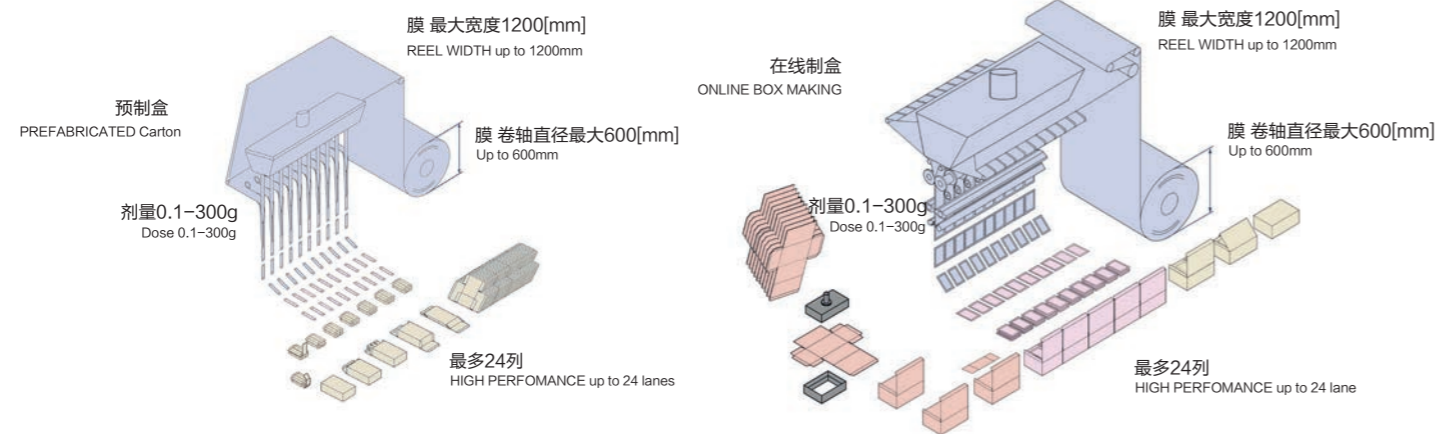 膜 最大宽度1200[mm]
REEL WIDTH up to 1200mm
预制盒
PREFABRICATED Carton
膜 卷轴直径最大600[mm]
Up to 600mm
剂量0.1-300g
Dose 0.1-300g
最多24列
HIGH PERFOMANCE up to 24 lanes
膜 最大宽度1200[mm]
REEL WIDTH up to 1200mm
在线制盒
ONLINE BOX MAKING
膜 卷轴直径最大600[mm]
Up to 600mm
剂量0.1-300g
Dose 0.1-300g
最多24列
HIGH PERFOMANCE up to 24 lane